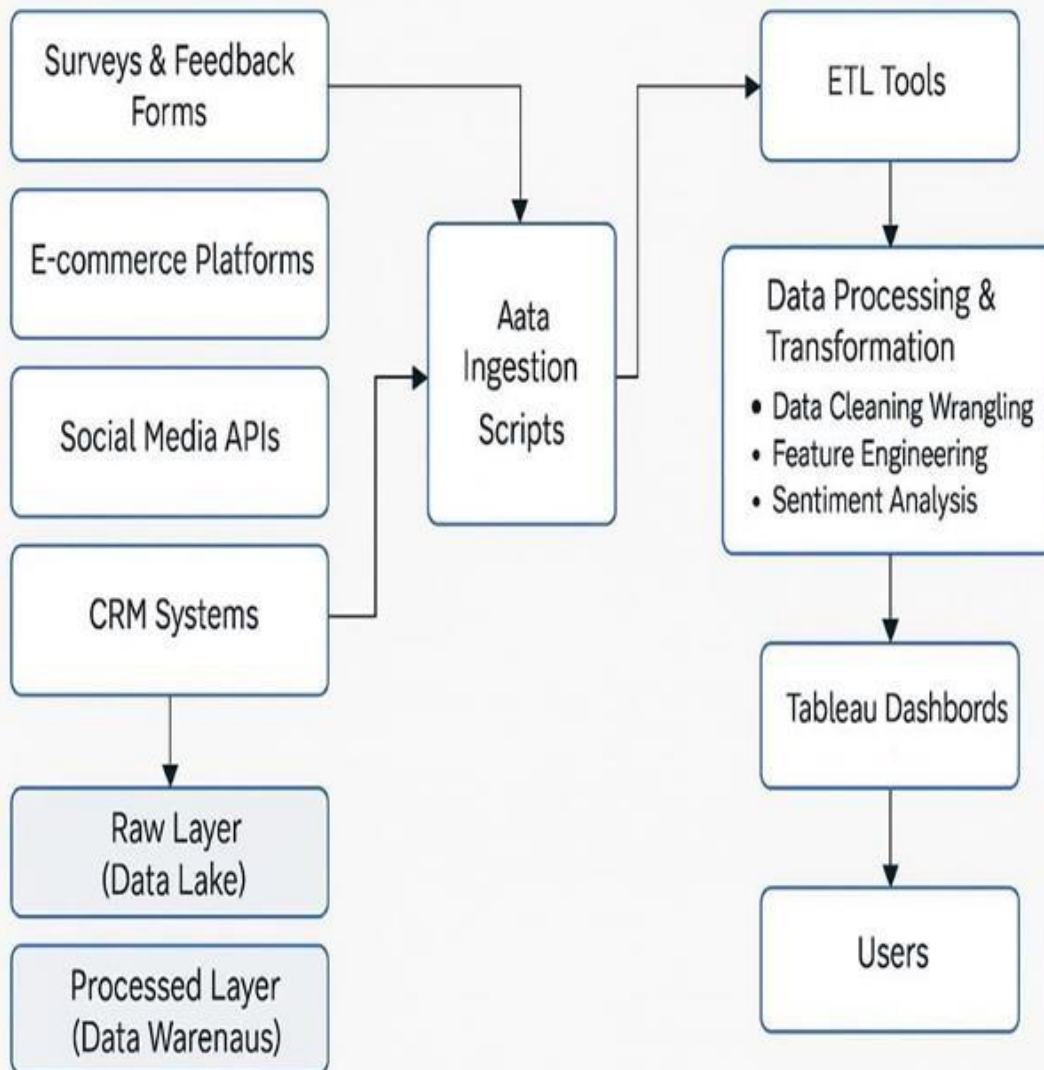 Surveys & Feedback
Forms
E-commerce Platforms
Social Media APIs
CRM Systems
Raw Layer
(Data Lake)
Processed Layer
(Data Warenaus)
Aata
Ingestion
Scripts
ETL Tools
Data Processing &
Transformation
• Data Cleaning Wrangling
• Feature Engineering
• Sentiment Analysis
Tableau Dashbords
Users